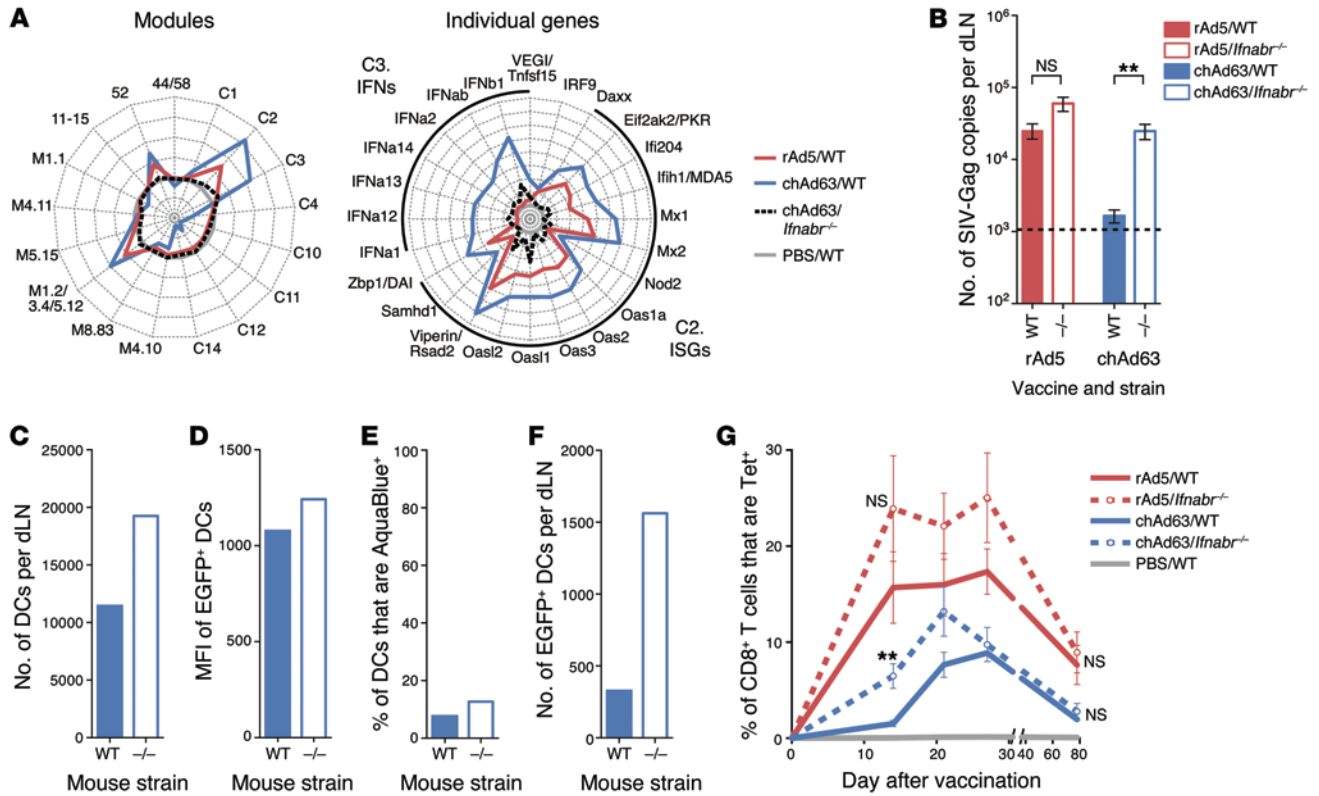 A
Modules
44/58
C1
C2
C3
C4
C10
C11
C12
C14
M4.10
M8.83
M1.2/
3.4/5.12
M5.15
M4.11
M1.1
11-15
52
Individual genes
C3.
IFNs
VEGI/
Tnfsf15
IRF9
Daxx
Eif2ak2/PKR
Ifi204
Ifih1/MDA5
Mx1
Mx2
Nod2
Oas1a
Oas2
Oas3
Oasl1
Oasl2
Viperin/
Rsad2
Samhd1
Zbp1/DAI
IFNa1
IFNa12
IFNa13
IFNa14
IFNa2
IFNab
IFNb1
C2.
ISGs
rAd5/WT
chAd63/WT
chAd63/
Ifnabr–/–
PBS/WT
B
No. of SIV-Gag copies per dLN
10⁶
10⁵
10⁴
10³
10²
NS
**
WT
–/–
WT
–/–
rAd5
chAd63
Vaccine and strain
rAd5/WT
rAd5/Ifnabr–/–
chAd63/WT
chAd63/Ifnabr–/–
C
No. of DCs per dLN
25000
20000
15000
10000
5000
0
WT
–/–
Mouse strain
D
MFI of EGFP⁺ DCs
1500
1000
500
0
WT
–/–
Mouse strain
E
% of DCs that are AquaBlue⁺
100
80
60
40
20
0
WT
–/–
Mouse strain
F
No. of EGFP⁺ DCs per dLN
2000
1500
1000
500
0
WT
–/–
Mouse strain
G
% of CD8⁺ T cells that are Tet⁺
30
20
10
0
NS
**
NS
NS
0
10
20
30
40
60
80
Day after vaccination
rAd5/WT
rAd5/Ifnabr–/–
chAd63/WT
chAd63/Ifnabr–/–
PBS/WT